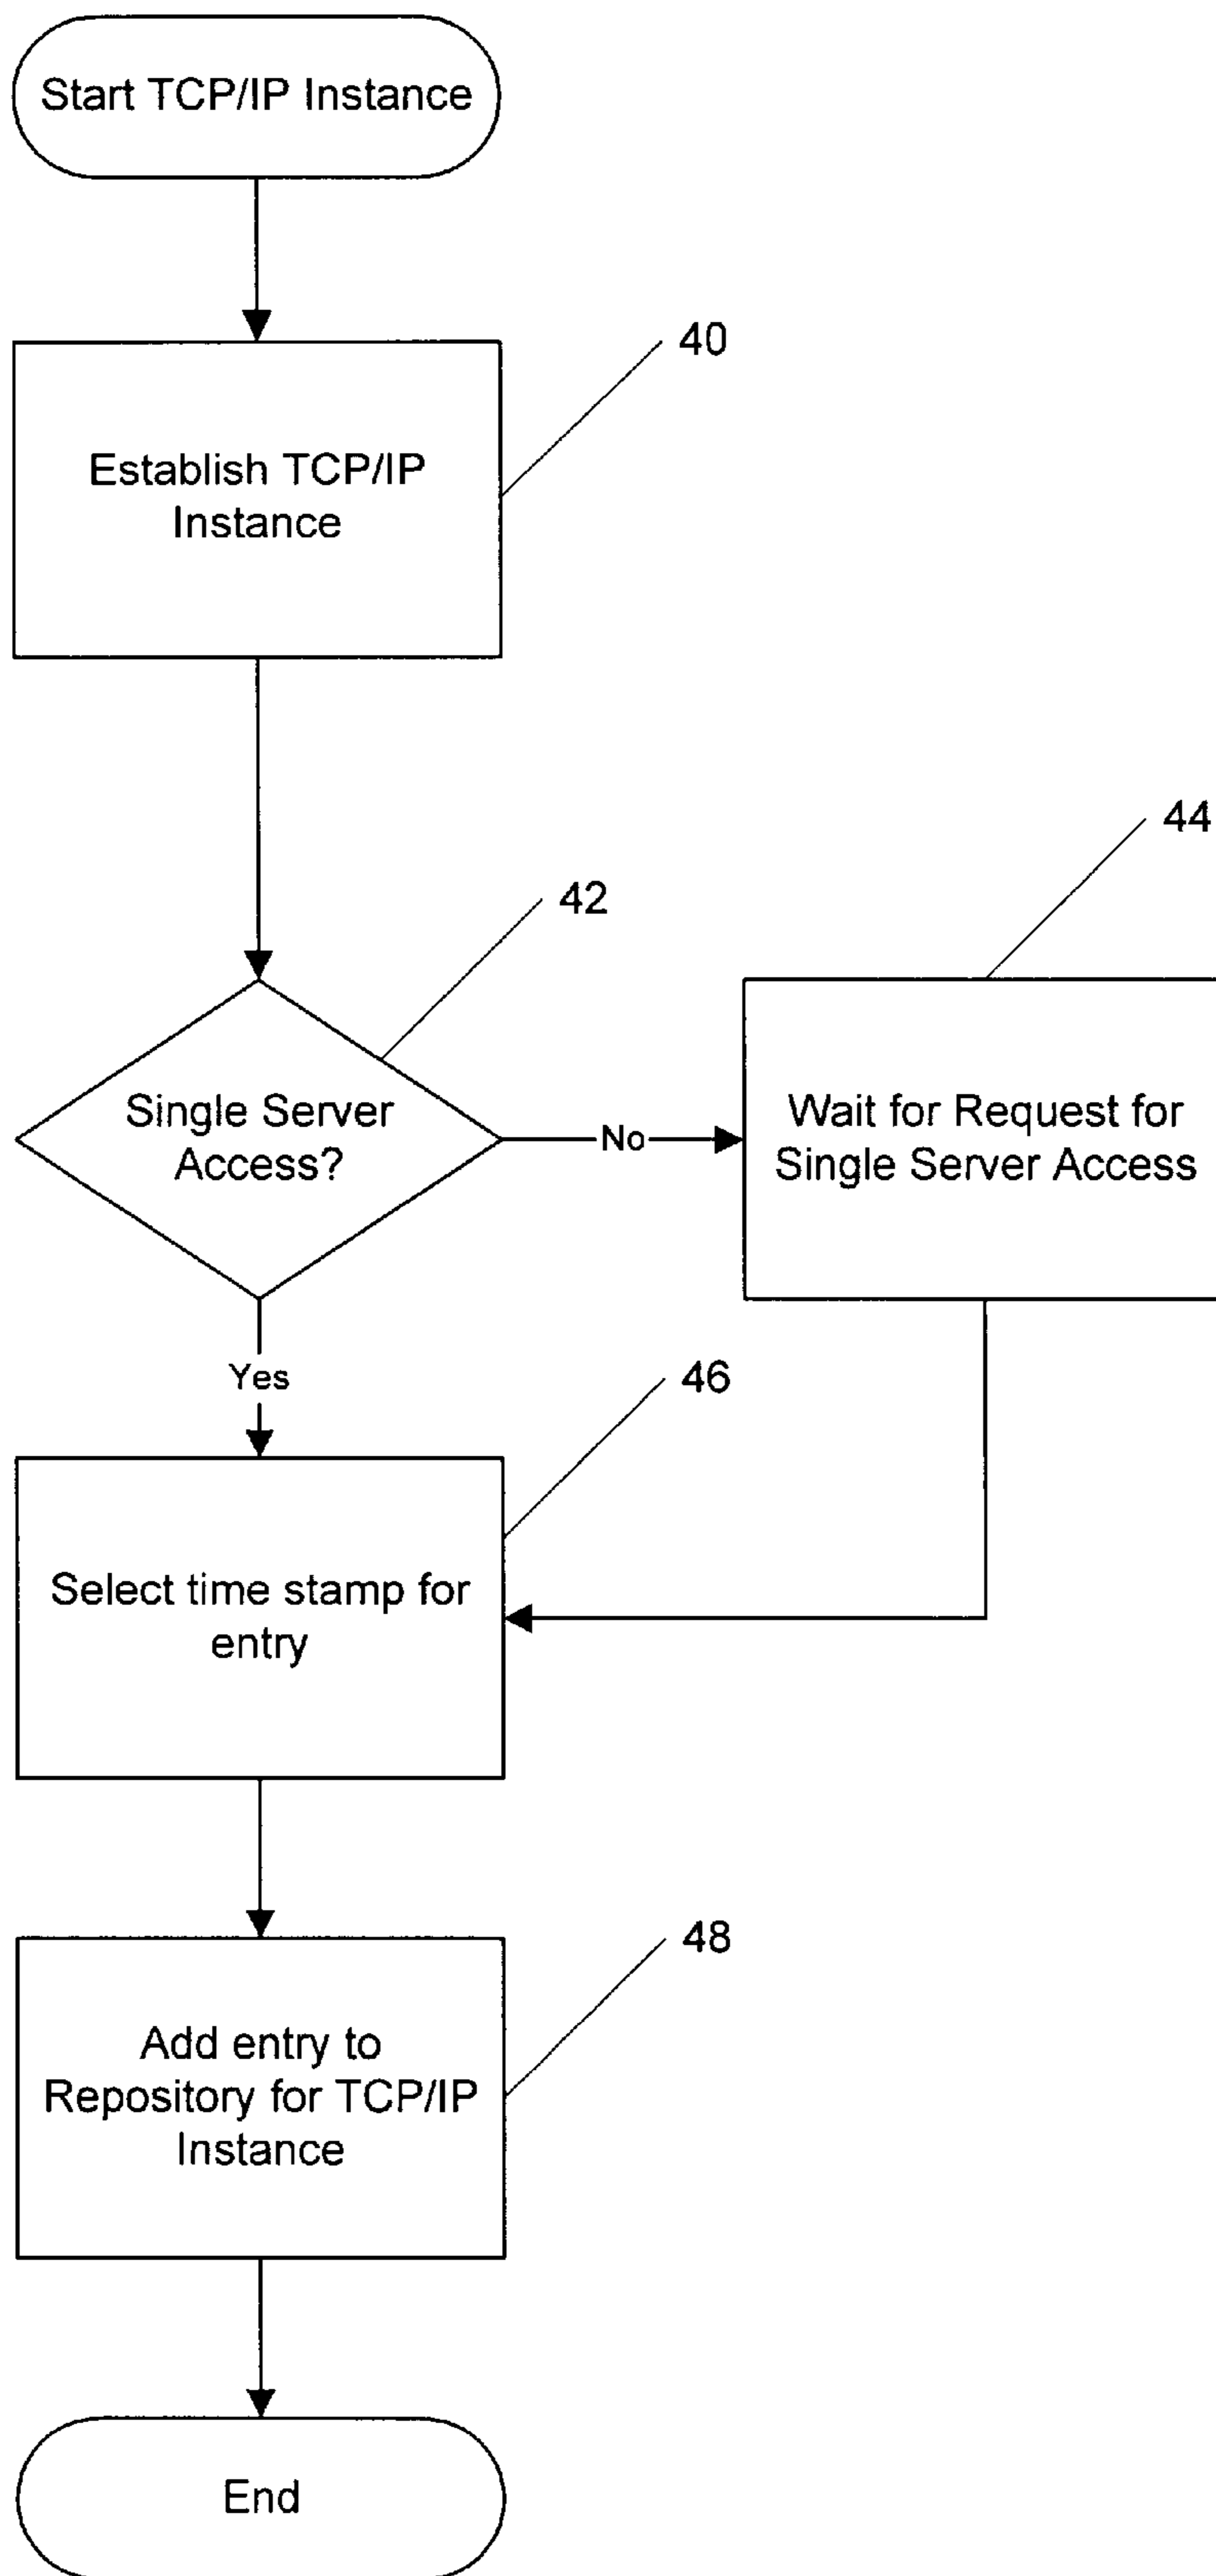 Start TCP/IP Instance
40
Establish TCP/IP
Instance
44
42
Single Server
Access?
No
Wait for Request for
Single Server Access
Yes
46
Select time stamp for
entry
48
Add entry to
Repository for TCP/IP
Instance
End